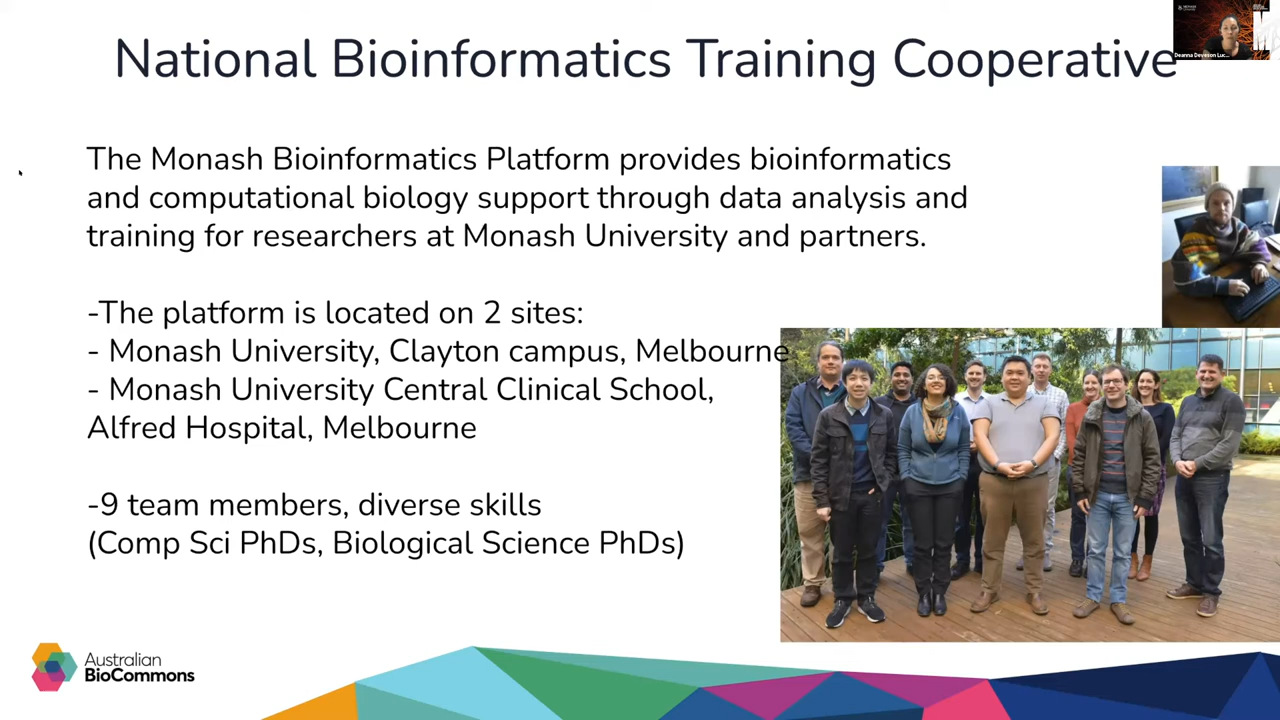 National Bioinformatics Training Cooperative
The Monash Bioinformatics Platform provides bioinformatics
and computational biology support through data analysis and
training for researchers at Monash University and partners.
-The platform is located on 2 sites:
- Monash University, Clayton campus, Melbourne
- Monash University Central Clinical School,
Alfred Hospital, Melbourne
-9 team members, diverse skills
(Comp Sci PhDs, Biological Science PhDs)
Australian
BioCommons
Deanna Deveson Luc...